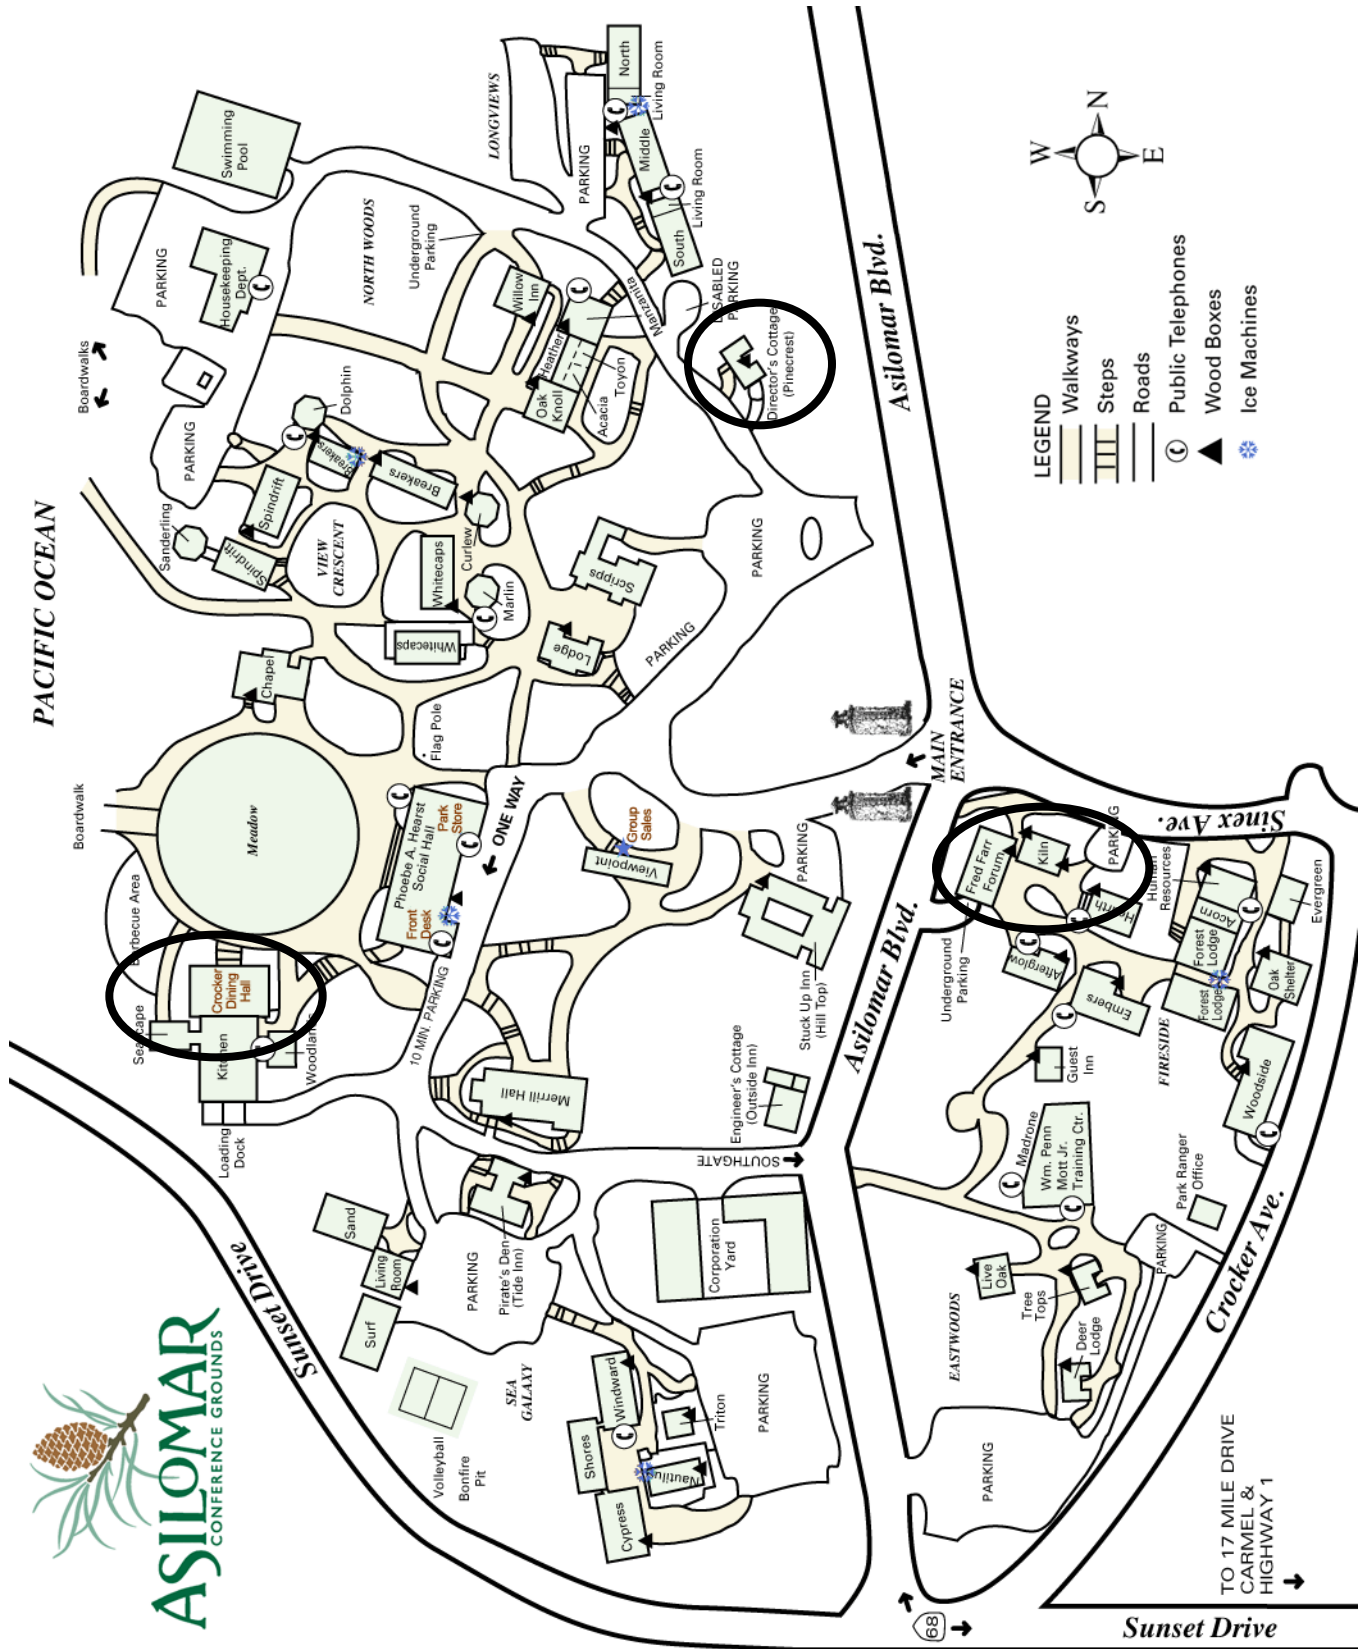 PACIFIC OCEAN
Boardwalks
Boardwalk
Swimming
Pool
PARKING
Housekeeping
Dept.
NORTH WOODS
Underground
Parking
LONGVIEWS
PARKING
North
Living Room
Middle
Living Room
South
DISABLED
PARKING
Director's Cottage
(Pinecrest)
Manzanita
Willow
Inn
Heather
Toyon
Acacia
Oak
Knoll
Dolphin
Breakers
Breakers
PARKING
Sanderling
Spindrift
Spindrift
VIEW
CRESCENT
Curlew
Whitecaps
Whitecaps
Marlin
Lodge
Scripps
PARKING
PARKING
Chapel
Flag Pole
Meadow
Barbecue Area
Phoebe A. Hearst
Social Hall
Park
Store
Front
Desk
ONE WAY
10 MIN. PARKING
Crocker
Dining
Hall
Seascape
Kitchen
Woodlands
Loading
Dock
Viewpoint
Group
Sales
PARKING
Stuck Up Inn
(Hill Top)
Engineer's Cottage
(Outside Inn)
Merrill Hall
SOUTHGATE
MAIN
ENTRANCE
Asilomar Blvd.
Asilomar Blvd.
Sinex Ave.
Fred Farr
Forum
Kiln
PARKING
Hearth
Human
Resources
Underground
Parking
Afterglow
Embers
Acorn
Forest
Lodge
Forest
Lodge
Evergreen
Oak
Shelter
Woodside
Guest
Inn
FIRESIDE
Madrone
Wm. Penn
Mott Jr.
Training Ctr.
Park Ranger
Office
PARKING
Live
Oak
Tree
Tops
Deer
Lodge
EASTWOODS
PARKING
Crocker Ave.
Sand
Living
Room
Surf
PARKING
Pirate's Den
(Tide Inn)
Corporation
Yard
Volleyball
Bonfire
Pit
SEA
GALAXY
Windward
Shores
Triton
Nautilus
Cypress
PARKING
Sunset Drive
Sunset Drive
68
TO 17 MILE DRIVE
CARMEL &
HIGHWAY 1
N
W
E
S
LEGEND
Walkways
Steps
Roads
Public Telephones
Wood Boxes
Ice Machines
ASILOMAR
CONFERENCE GROUNDS